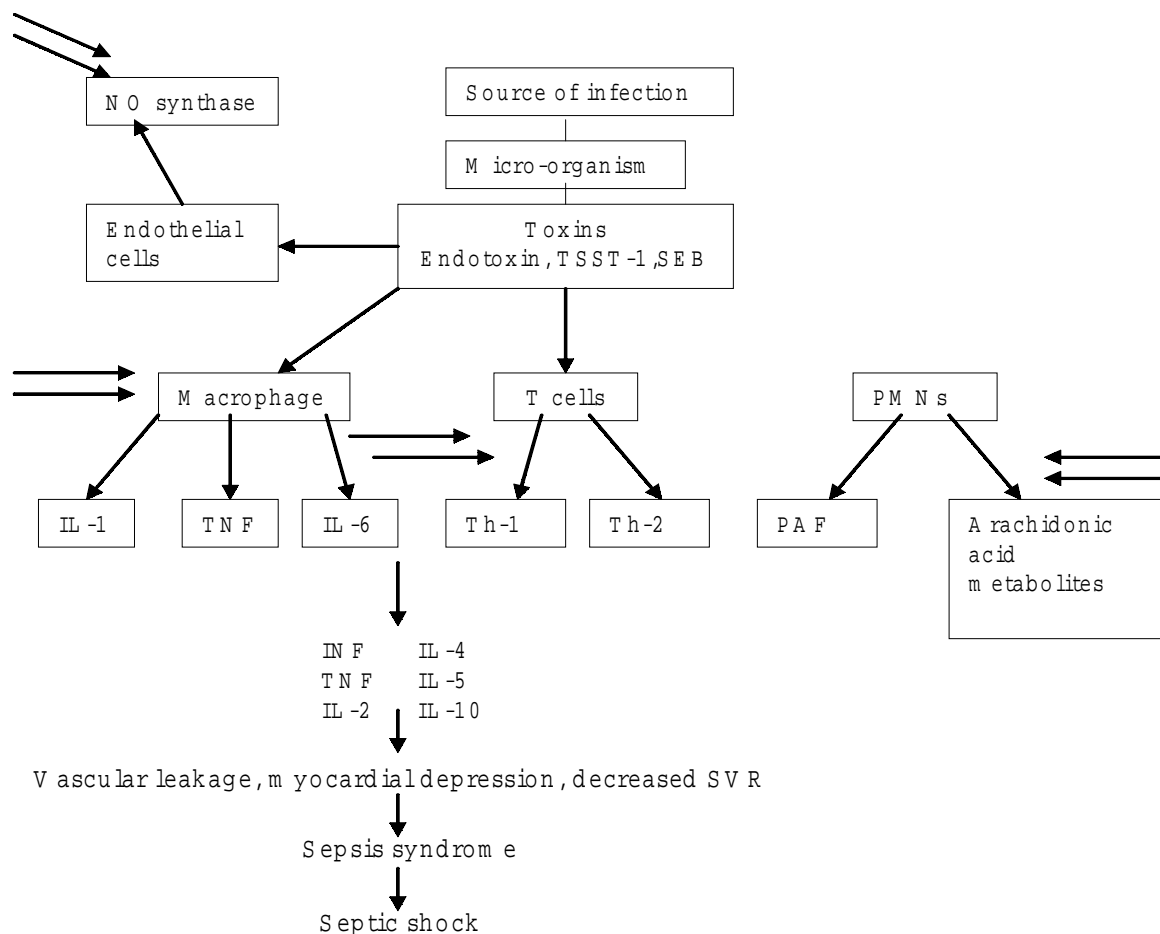 NO synthase
Source of infection
Micro-organism
Endothelial
cells
Toxins
Endotoxin, TSST-1, SEB
Macrophage
T cells
PMNs
IL-1
TNF
IL-6
Th-1
Th-2
PAF
Arachidonic
acid
metabolites
INF IL-4
TNF IL-5
IL-2 IL-10
Vascular leakage, myocardial depression, decreased SVR
Sepsis syndrome
Septic shock